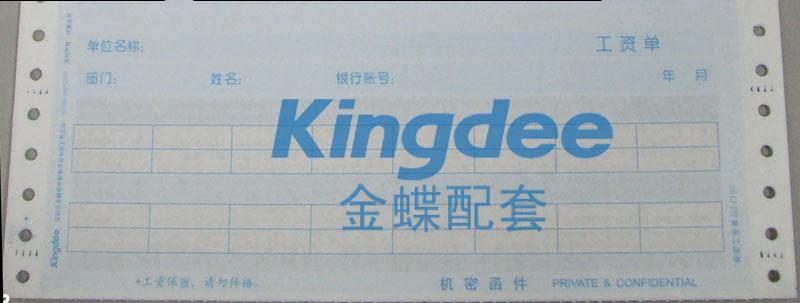 单位名称: 工资单
部门: 姓名: 银行账号: 年 月
Kingdee
金蝶配套
Kingdee
*工资保密，请勿传播。 机密函件 PRIVATE & CONFIDENTIAL